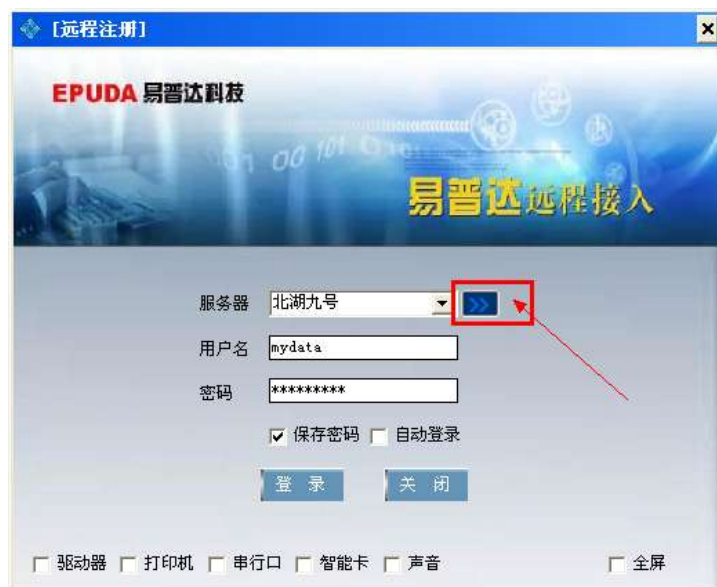 [远程注册]
EPUDA 易普达科技
易普达远程接入
服务器 北湖九号
用户名 mydata
密码 *********
保存密码 自动登录
登 录 关 闭
驱动器 打印机 串行口 智能卡 声音 全屏